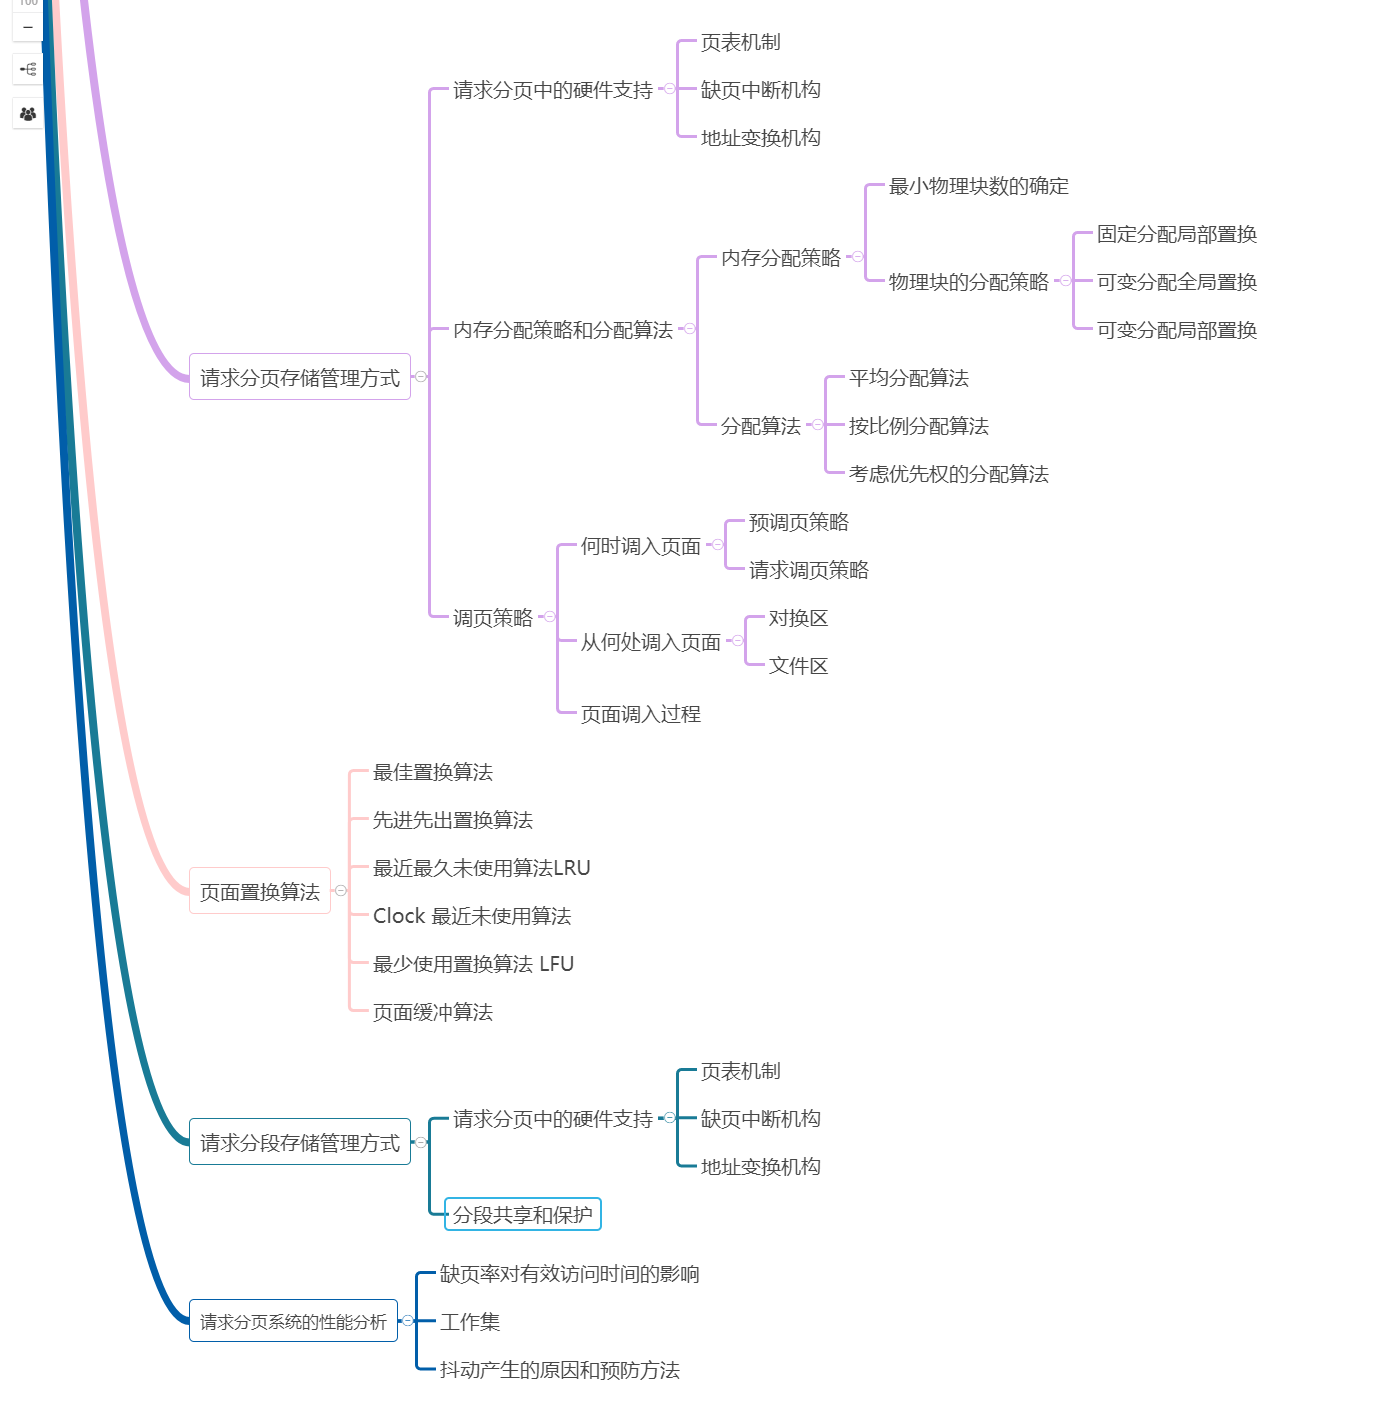 100
页表机制
请求分页中的硬件支持
缺页中断机构
地址变换机构
最小物理块数的确定
固定分配局部置换
内存分配策略
物理块的分配策略
可变分配全局置换
内存分配策略和分配算法
可变分配局部置换
请求分页存储管理方式
平均分配算法
分配算法
按比例分配算法
考虑优先权的分配算法
预调页策略
何时调入页面
请求调页策略
调页策略
对换区
从何处调入页面
文件区
页面调入过程
最佳置换算法
先进先出置换算法
最近最久未使用算法LRU
页面置换算法
Clock 最近未使用算法
最少使用置换算法 LFU
页面缓冲算法
页表机制
请求分页中的硬件支持
缺页中断机构
请求分段存储管理方式
地址变换机构
分段共享和保护
缺页率对有效访问时间的影响
请求分页系统的性能分析
工作集
抖动产生的原因和预防方法